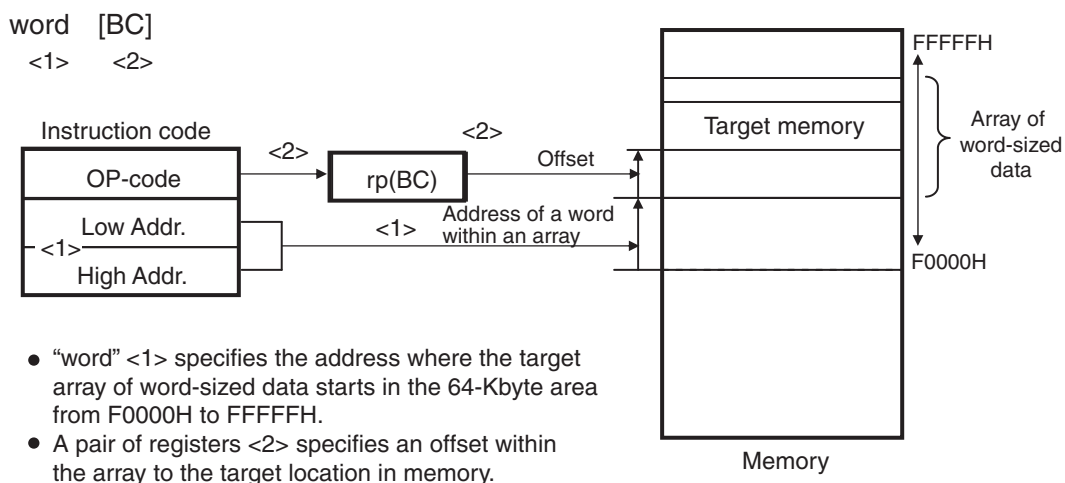 word [BC]
<1> <2>
Instruction code
OP-code
Low Addr.
<1>
High Addr.
<2>
rp(BC)
<2>
Offset
<1>
Address of a word
within an array
Target memory
FFFFFH
Array of
word-sized
data
F0000H
Memory
● “word” <1> specifies the address where the target
array of word-sized data starts in the 64-Kbyte area
from F0000H to FFFFFH.
● A pair of registers <2> specifies an offset within
the array to the target location in memory.